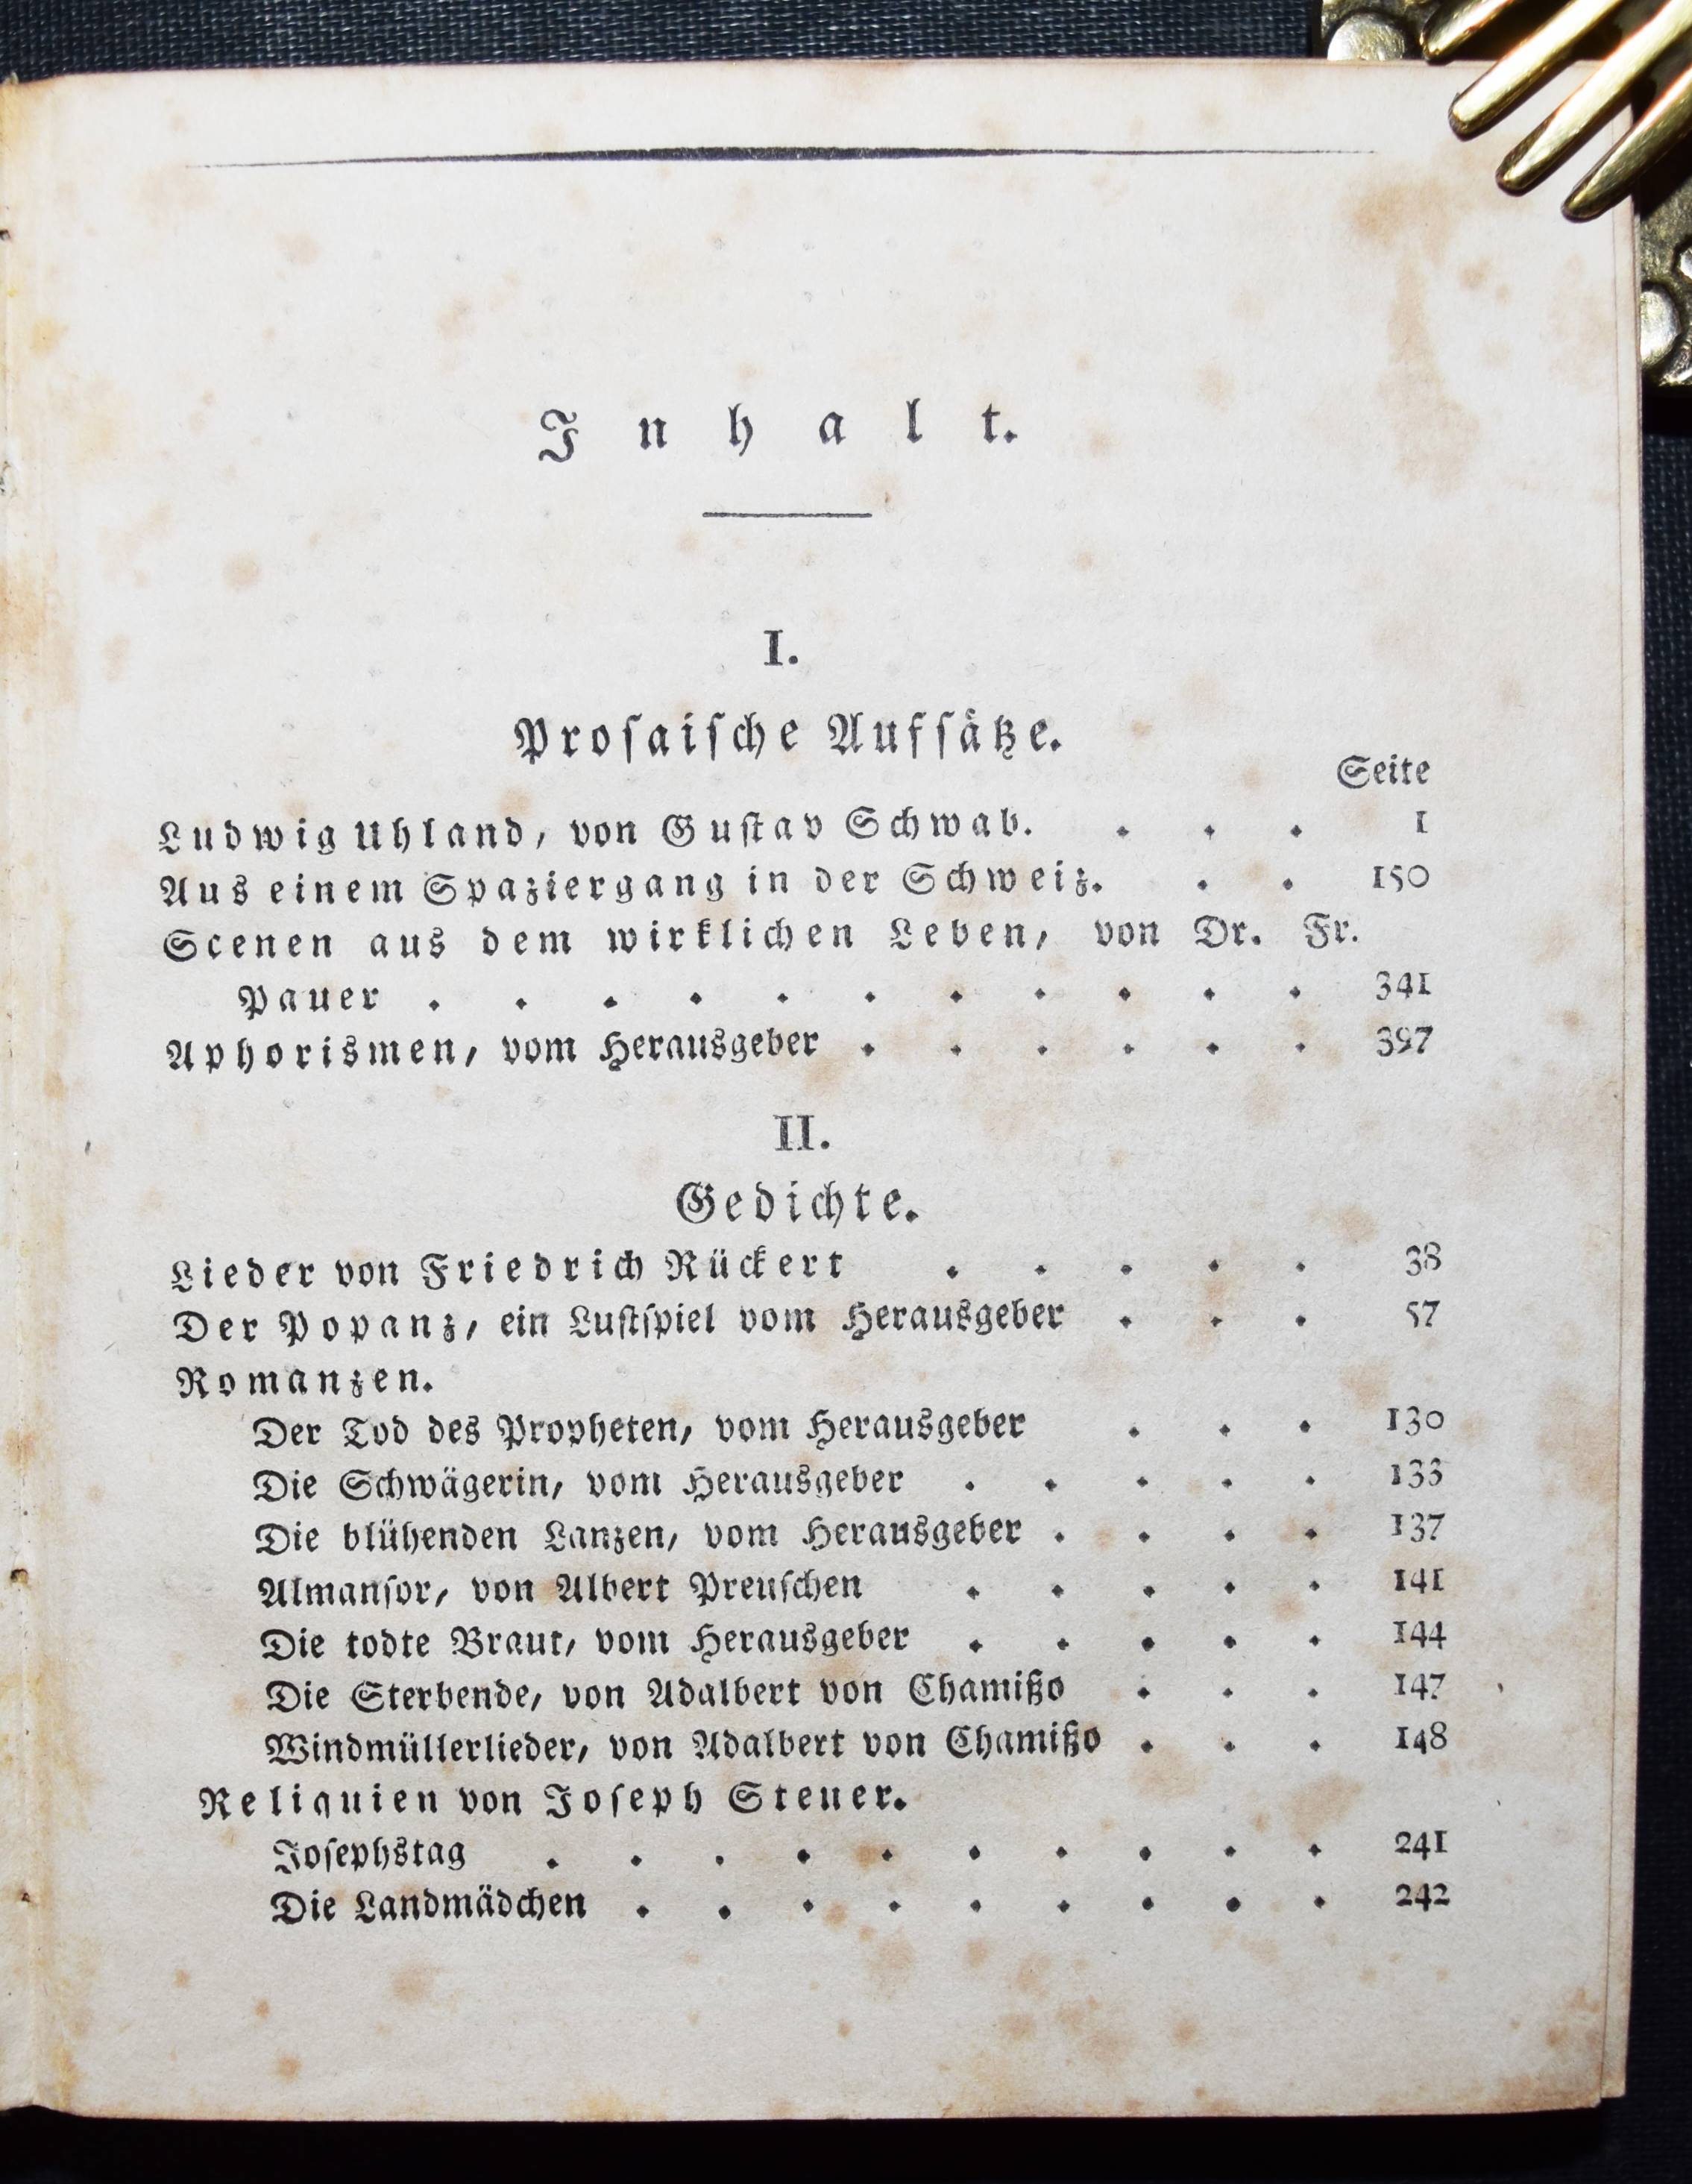 Inhalt.
I.
Prosaische Aufsätze.
Seite
Ludwig Uhland, von Gustav Schwab. . . . 1
Aus einem Spaziergang in der Schweiz. . . 150
Scenen aus dem wirklichen Leben, von Dr. Fr.
Pauer . . . . . . . . . . . 341
Aphorismen, vom Herausgeber . . . . . . 397
II.
Gedichte.
Lieder von Friedrich Rückert . . . . . 38
Der Popanz, ein Lustspiel vom Herausgeber . . . 57
Romanzen.
Der Tod des Propheten, vom Herausgeber . . . 130
Die Schwägerin, vom Herausgeber . . . . . 133
Die blühenden Lanzen, vom Herausgeber . . . . 137
Almansor, von Albert Preuschen . . . . . 141
Die todte Braut, vom Herausgeber . . . . . 144
Die Sterbende, von Adalbert von Chamißo . . . 147
Windmüllerlieder, von Adalbert von Chamißo . . . 148
Reliquien von Joseph Steuer.
Josephstag . . . . . . . . . . 241
Die Landmädchen . . . . . . . . . 242